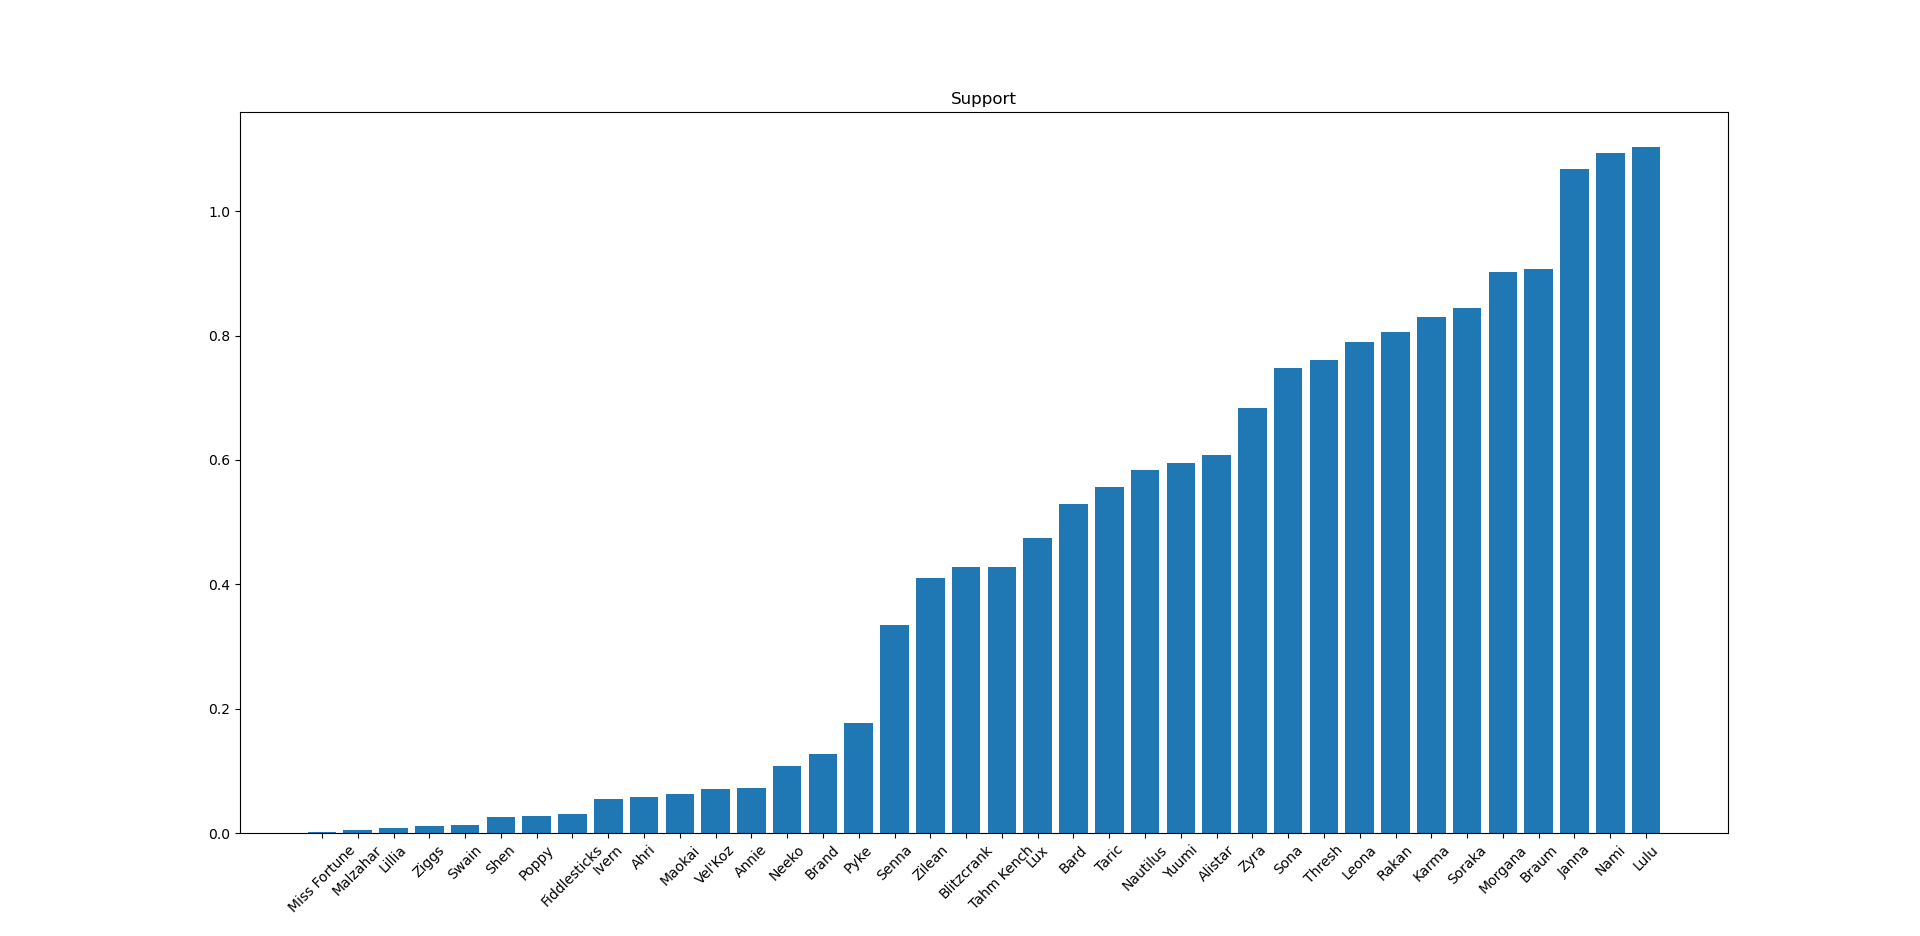 Support
1.0
0.8
0.6
0.4
0.2
0.0
Miss Fortune
Malzahar
Lillia
Ziggs
Swain
Shen
Poppy
Fiddlesticks
Ivern
Ahri
Maokai
Vel'Koz
Annie
Neeko
Brand
Pyke
Senna
Zilean
Blitzcrank
Tahm Kench
Lux
Bard
Taric
Nautilus
Yuumi
Alistar
Zyra
Sona
Thresh
Leona
Rakan
Karma
Soraka
Morgana
Braum
Janna
Nami
Lulu